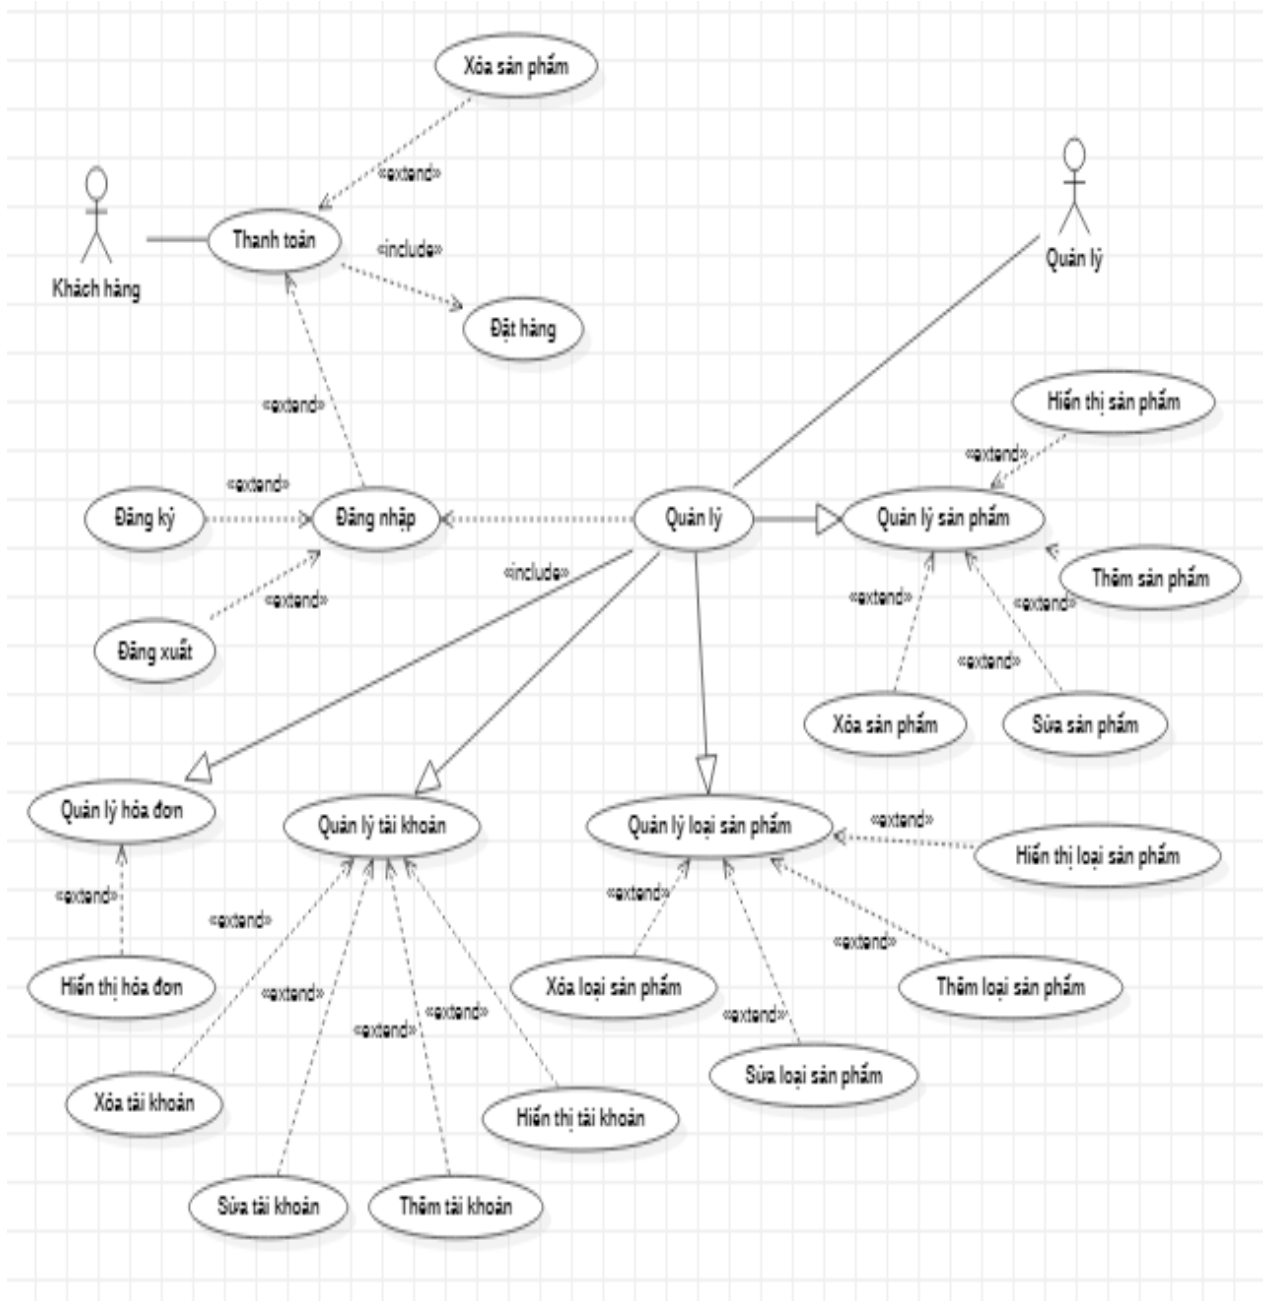 Xóa sản phẩm
«extend»
Thanh toán
«include»
Khách hàng
Quản lý
Đặt hàng
«extend»
Hiển thị sản phẩm
«extend»
«extend»
Đăng ký
Đăng nhập
Quản lý
Quản lý sản phẩm
«include»
Thêm sản phẩm
«extend»
«extend»
«extend»
Đăng xuất
«extend»
Xóa sản phẩm
Sửa sản phẩm
Quản lý hóa đơn
Quản lý tài khoản
Quản lý loại sản phẩm
«extend»
Hiển thị loại sản phẩm
«extend»
«extend»
«extend»
«extend»
Hiển thị hóa đơn
«extend»
Xóa loại sản phẩm
Thêm loại sản phẩm
«extend»
«extend»
«extend»
Sửa loại sản phẩm
Xóa tài khoản
Hiển thị tài khoản
Sửa tài khoản
Thêm tài khoản